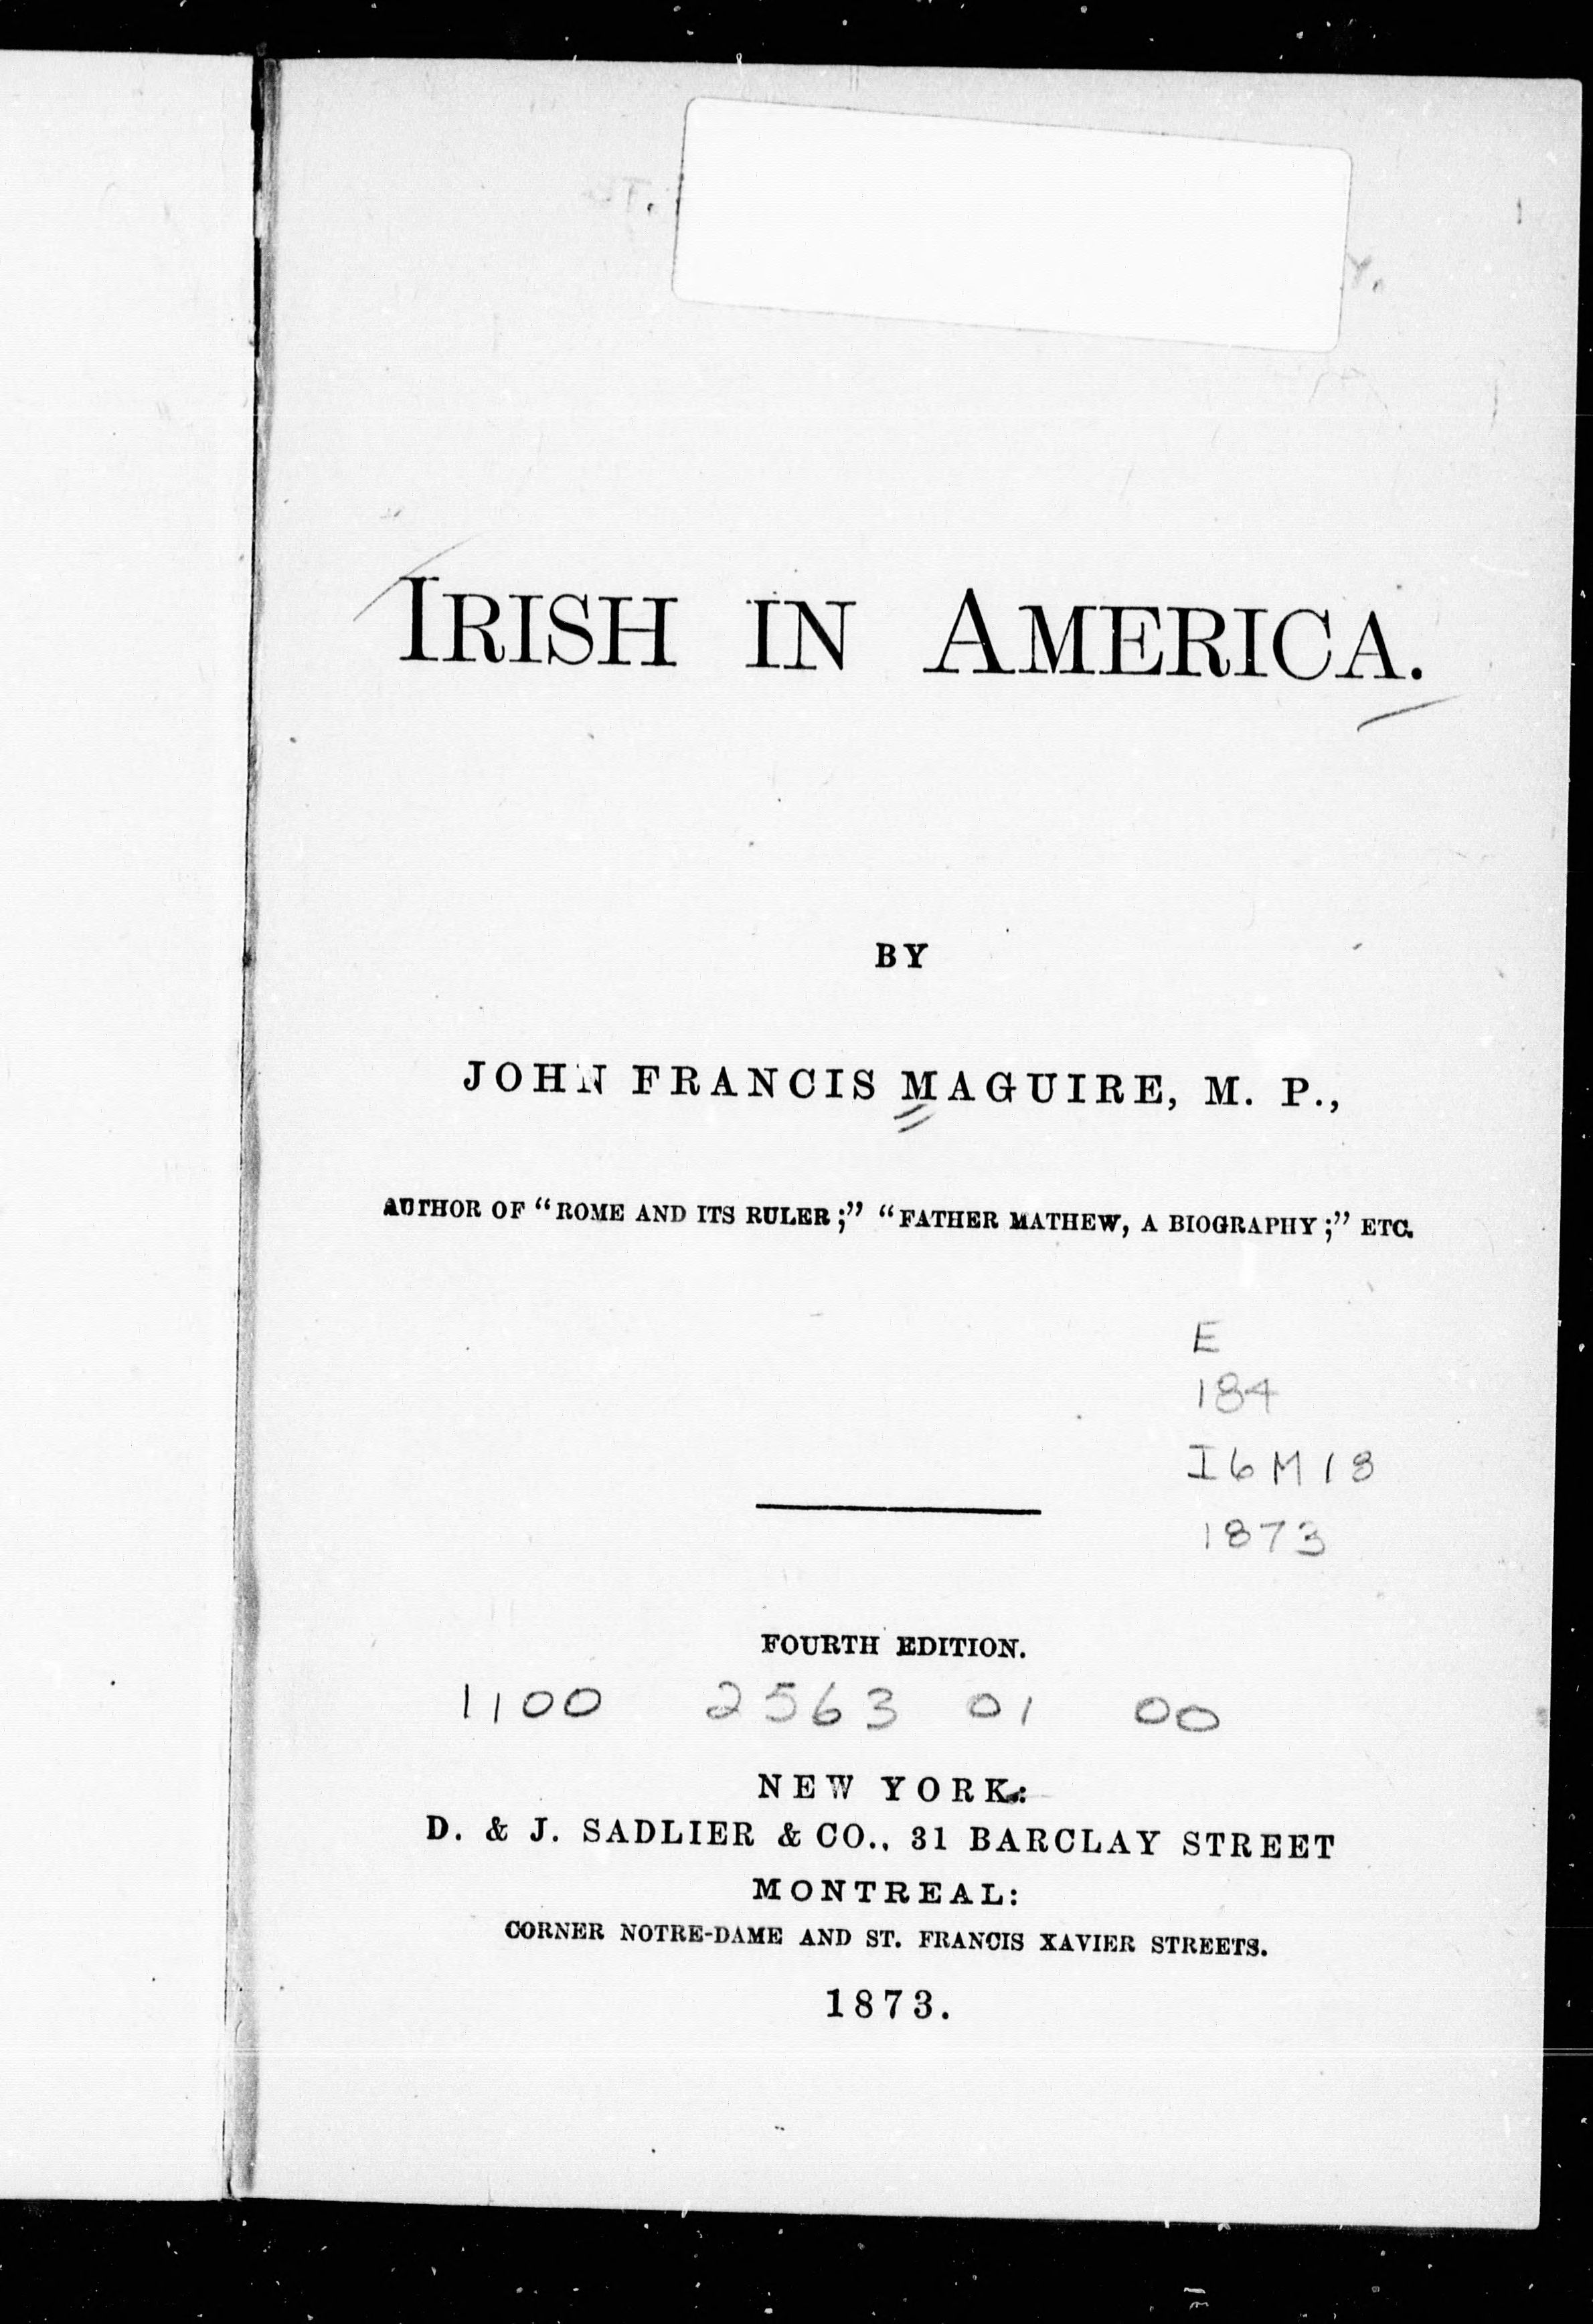 IRISH IN AMERICA.
BY
JOHN FRANCIS MAGUIRE, M. P.,
AUTHOR OF “ROME AND ITS RULER;” “FATHER MATHEW, A BIOGRAPHY;” ETC.
E
184
I6M18
1873
FOURTH EDITION.
1100 2563 01 00
NEW YORK:
D. & J. SADLIER & CO., 31 BARCLAY STREET
MONTREAL:
CORNER NOTRE-DAME AND ST. FRANCIS XAVIER STREETS.
1873.